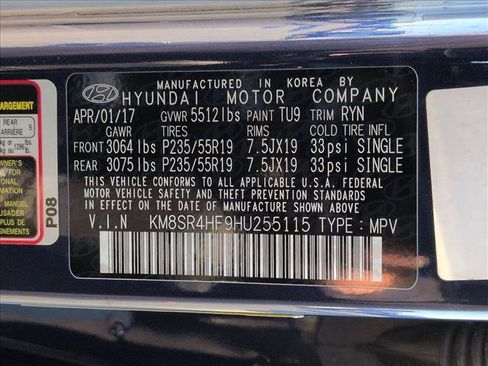 MANUFACTURED IN KOREA BY
HYUNDAI MOTOR COMPANY
APR/01/17 GVWR 5512lbs PAINT TU9 TRIM RYN
GAWR TIRES RIMS COLD TIRE INFL
FRONT 3064lbs P235/55R19 7.5JX19 33psi SINGLE
REAR 3075lbs P235/55R19 7.5JX19 33psi SINGLE
THIS VEHICLE CONFORMS TO ALL APPLICABLE U.S.A. FEDERAL
MOTOR VEHICLE SAFETY AND THEFT PREVENTION STANDARDS IN
EFFECT ON THE DATE OF MANUFACTURE SHOWN ABOVE.
V.I.N KM8SR4HF9HU255115 TYPE : MPV
REAR
ARRIÈRE 5
P08